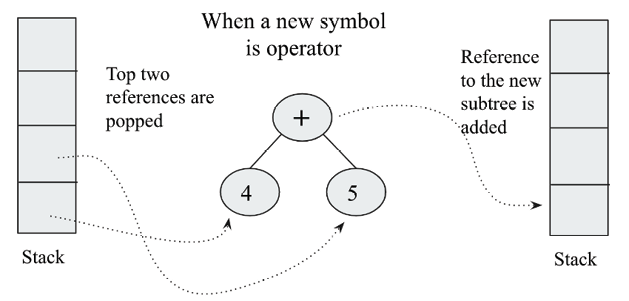 When a new symbol
is operator
Top two
references are
popped
Reference
to the new
subtree is
added
+
4
5
Stack
Stack